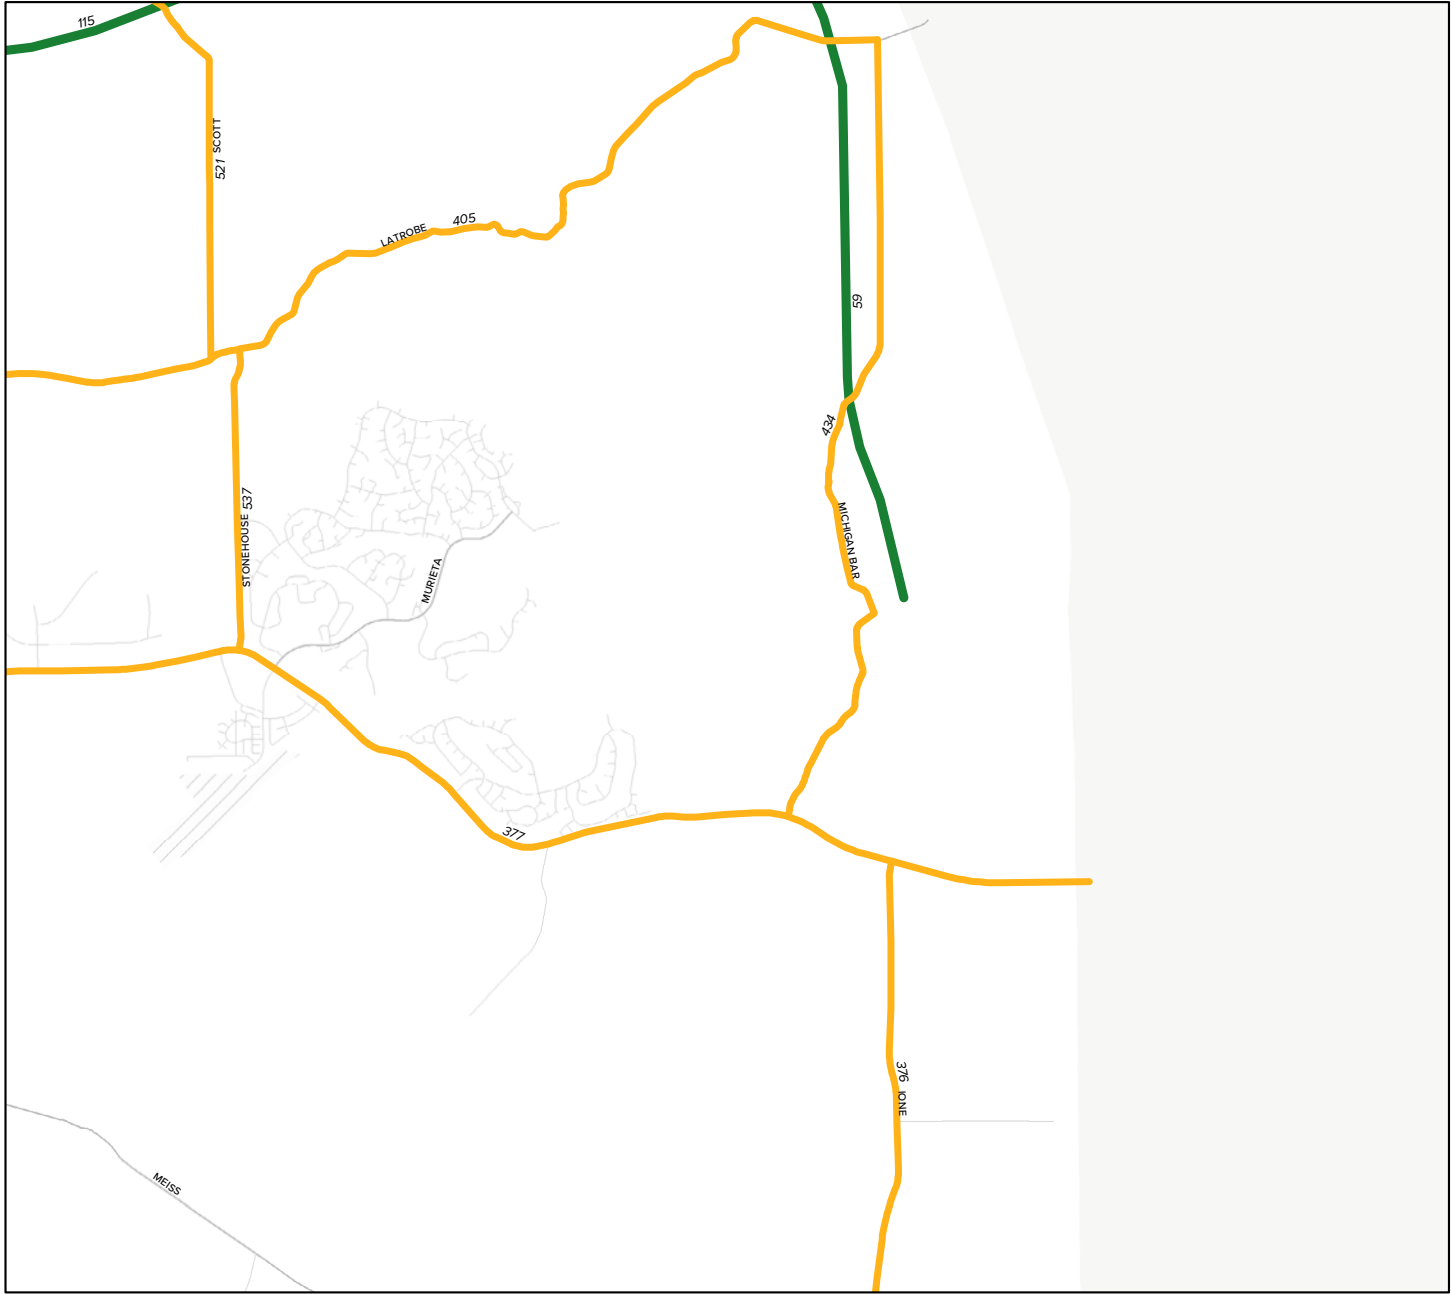 115
SCOTT
521
LATROBE
405
59
434
STONEHOUSE 537
MICHIGAN BAR
MURIETA
377
376 IONE
MEISS